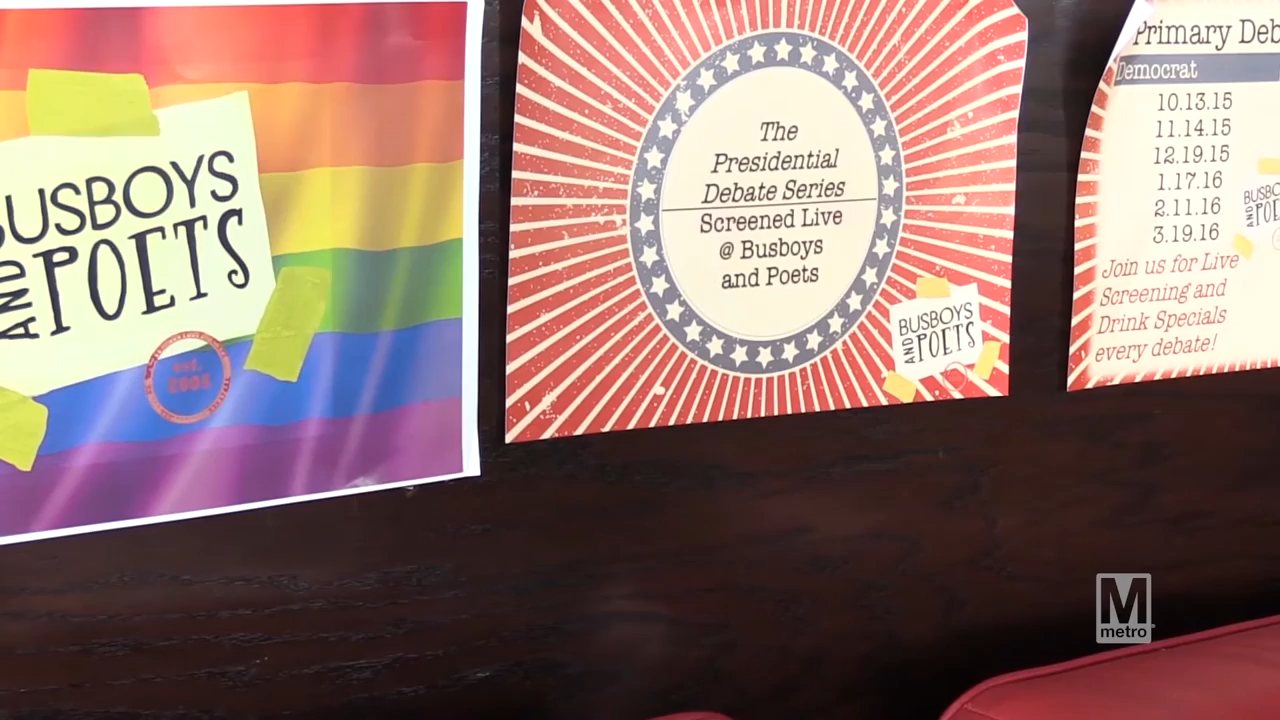 BUSBOYS
AND POETS
EST.
2005
The
Presidential
Debate Series
Screened Live
@ Busboys
and Poets
BUSBOYS
AND POETS
Primary Deb
Democrat
10.13.15
11.14.15
12.19.15
1.17.16
2.11.16
3.19.16
Join us for Live
Screening and
Drink Specials
every debate!
BUSBO
AND
M
metro